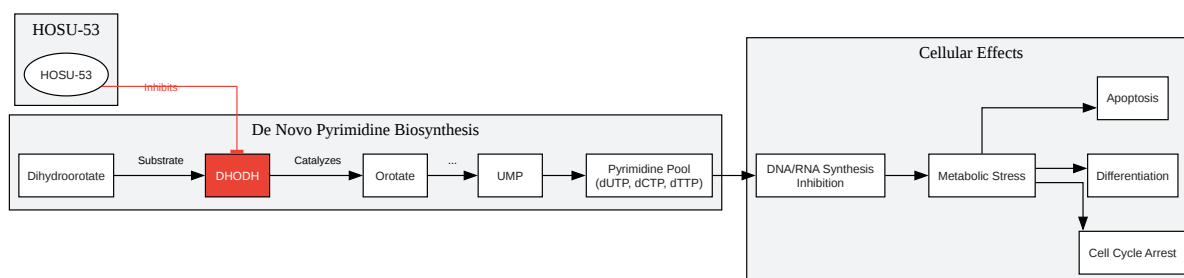 HOSU-53
HOSU-53
Inhibits
De Novo Pyrimidine Biosynthesis
Dihydroorotate
Substrate
DHODH
Catalyzes
Orotate
...
UMP
Pyrimidine Pool
(dUTP, dCTP, dTTP)
Cellular Effects
DNA/RNA Synthesis
Inhibition
Metabolic Stress
Apoptosis
Differentiation
Cell Cycle Arrest